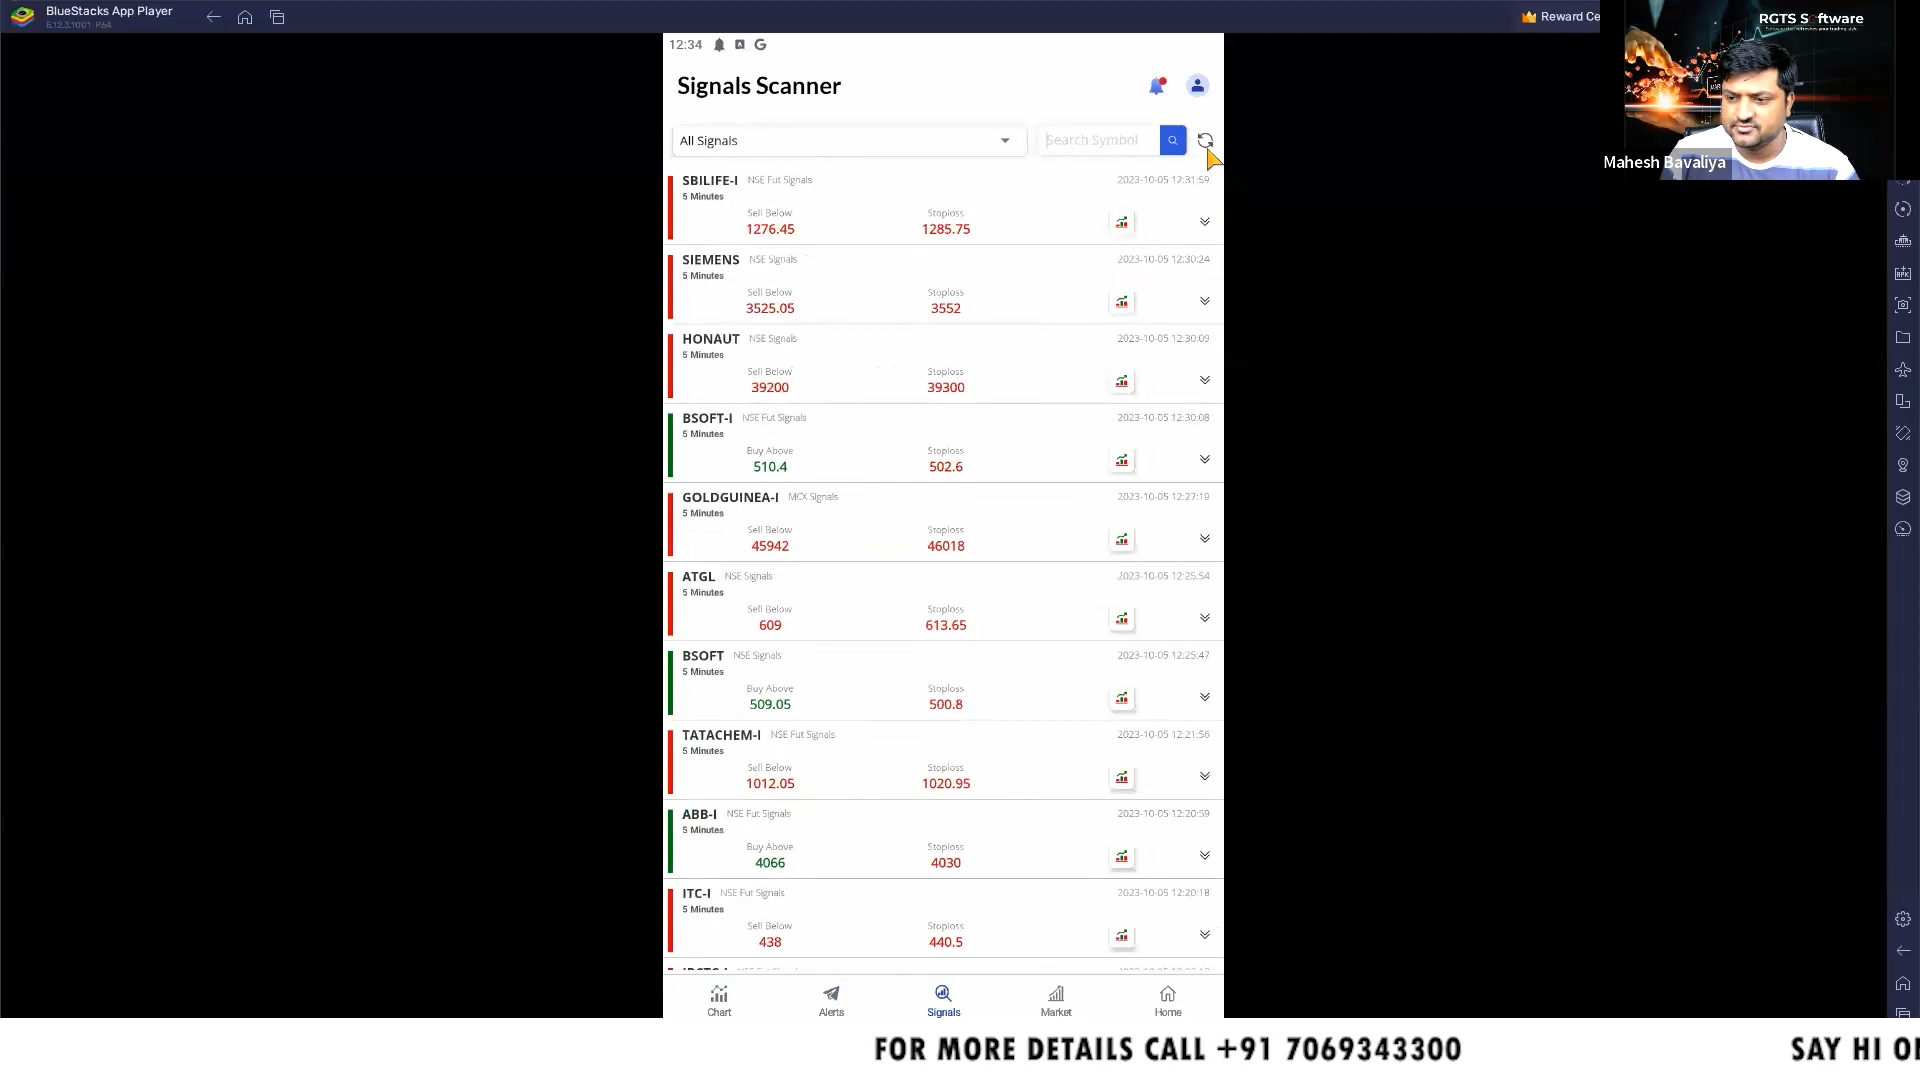 BlueStacks App Player
5.12.3.1001 P64
Reward Ce
RGTS Software
Mahesh Bavaliya
12:34
Signals Scanner
All Signals
Search Symbol
SBILIFE-I NSE Fut Signals 2023-10-05 12:31:59
5 Minutes
Sell Below Stoploss
1276.45 1285.75
SIEMENS NSE Signals 2023-10-05 12:30:24
5 Minutes
Sell Below Stoploss
3525.05 3552
HONAUT NSE Signals 2023-10-05 12:30:09
5 Minutes
Sell Below Stoploss
39200 39300
BSOFT-I NSE Fut Signals 2023-10-05 12:30:08
5 Minutes
Buy Above Stoploss
510.4 502.6
GOLDGUINEA-I MCX Signals 2023-10-05 12:27:19
5 Minutes
Sell Below Stoploss
45942 46018
ATGL NSE Signals 2023-10-05 12:25:54
5 Minutes
Sell Below Stoploss
609 613.65
BSOFT NSE Signals 2023-10-05 12:25:47
5 Minutes
Buy Above Stoploss
509.05 500.8
TATACHEM-I NSE Fut Signals 2023-10-05 12:21:56
5 Minutes
Sell Below Stoploss
1012.05 1020.95
ABB-I NSE Fut Signals 2023-10-05 12:20:59
5 Minutes
Buy Above Stoploss
4066 4030
ITC-I NSE Fut Signals 2023-10-05 12:20:18
5 Minutes
Sell Below Stoploss
438 440.5
Chart Alerts Signals Market Home
FOR MORE DETAILS CALL +91 7069343300 SAY HI O